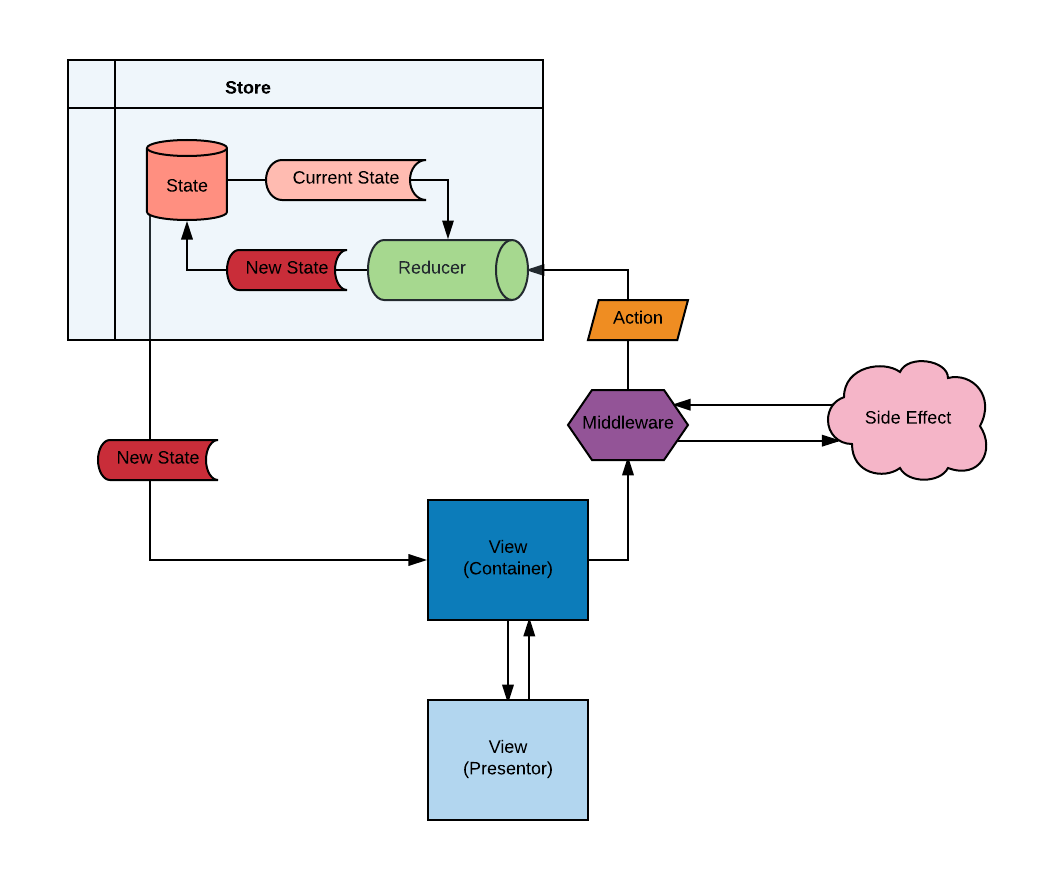 Store
State
Current State
New State
Reducer
Action
Middleware
Side Effect
New State
View
(Container)
View
(Presentor)